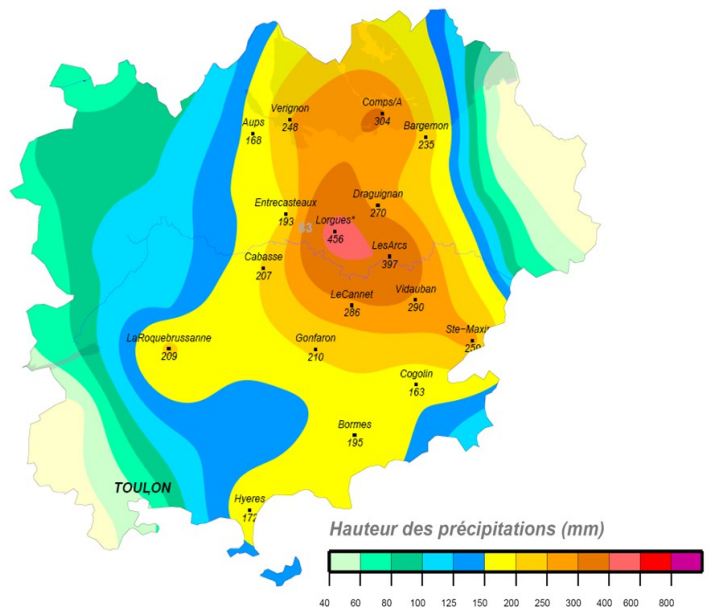 Comps/A
304
Verignon
248
Aups
168
Bargemon
235
Draguignan
270
Entrecasteaux
193
83
Lorgues*
456
LesArcs
397
Cabasse
207
LeCannet
286
Vidauban
290
Ste-Maxi
250
LaRoquebrussanne
209
Gonfaron
210
Cogolin
163
Bormes
195
TOULON
Hyeres
172
Hauteur des précipitations (mm)
40 60 80 100 125 150 200 250 300 400 600 800